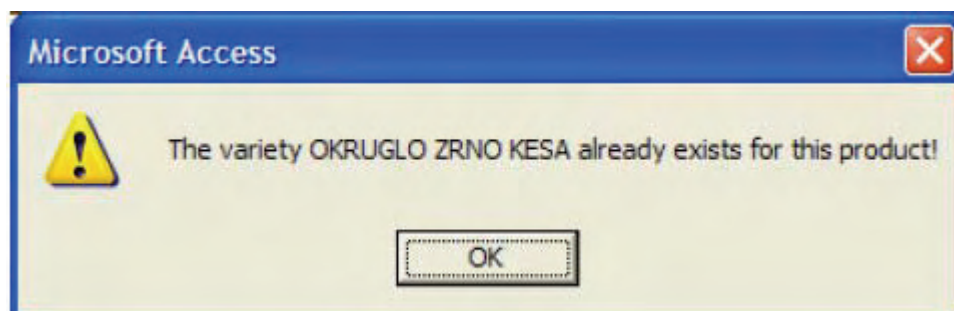 Microsoft Access
The variety OKRUGLO ZRNO KESA already exists for this product!
OK